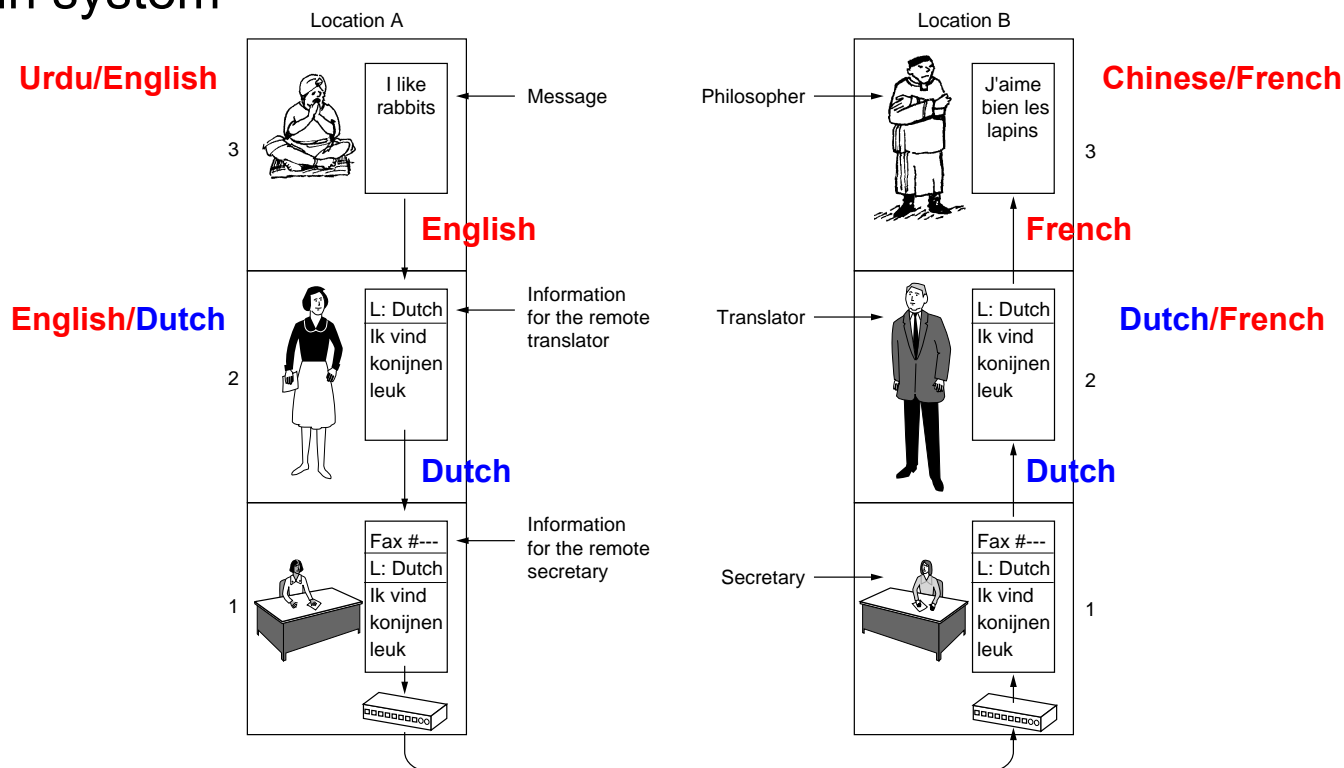 system
Location A
Urdu/English
I like
rabbits
Message
3
English
English/Dutch
L: Dutch
Ik vind
konijnen
leuk
Information
for the remote
translator
2
Dutch
Fax #---
L: Dutch
Ik vind
konijnen
leuk
Information
for the remote
secretary
1
Location B
Philosopher
J'aime
bien les
lapins
Chinese/French
3
French
Translator
L: Dutch
Ik vind
konijnen
leuk
Dutch/French
2
Dutch
Secretary
Fax #---
L: Dutch
Ik vind
konijnen
leuk
1